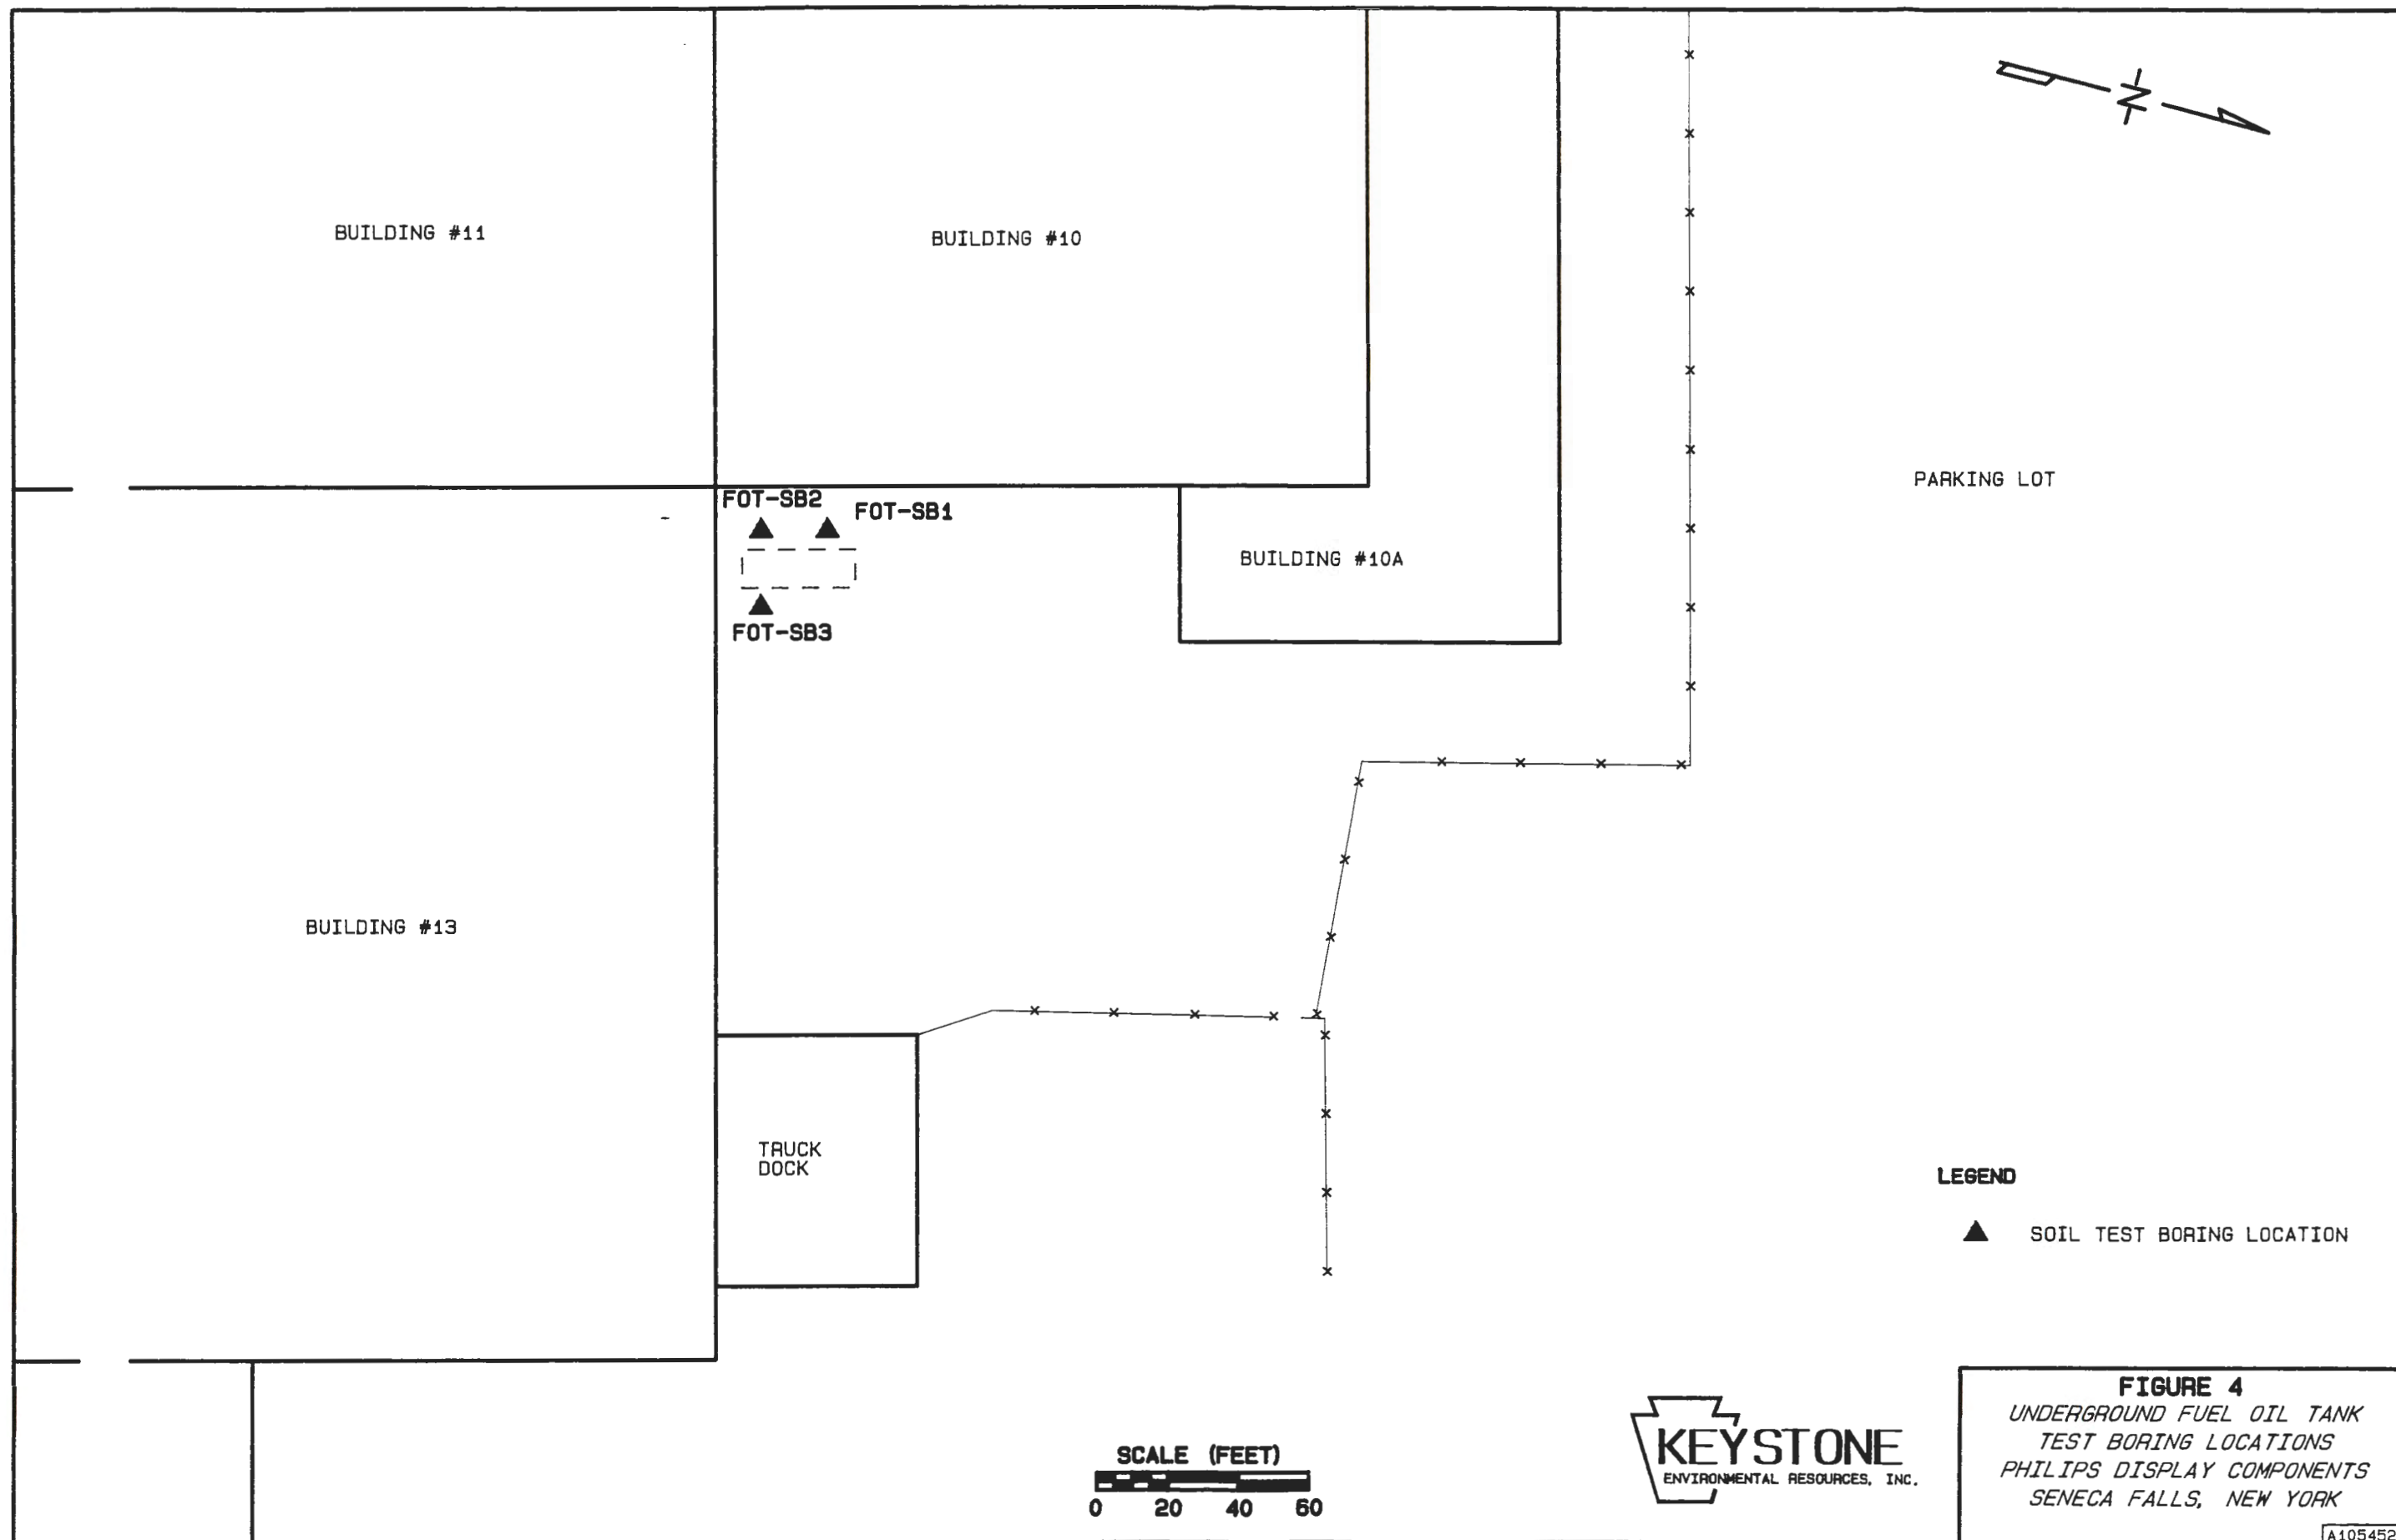 N
BUILDING #11
BUILDING #10
PARKING LOT
FOT-SB2
FOT-SB1
BUILDING #10A
FOT-SB3
BUILDING #13
TRUCK
DOCK
LEGEND
SOIL TEST BORING LOCATION
SCALE (FEET)
0 20 40 60
KEYSTONE
ENVIRONMENTAL RESOURCES, INC.
FIGURE 4
UNDERGROUND FUEL OIL TANK
TEST BORING LOCATIONS
PHILIPS DISPLAY COMPONENTS
SENECA FALLS, NEW YORK
A105452